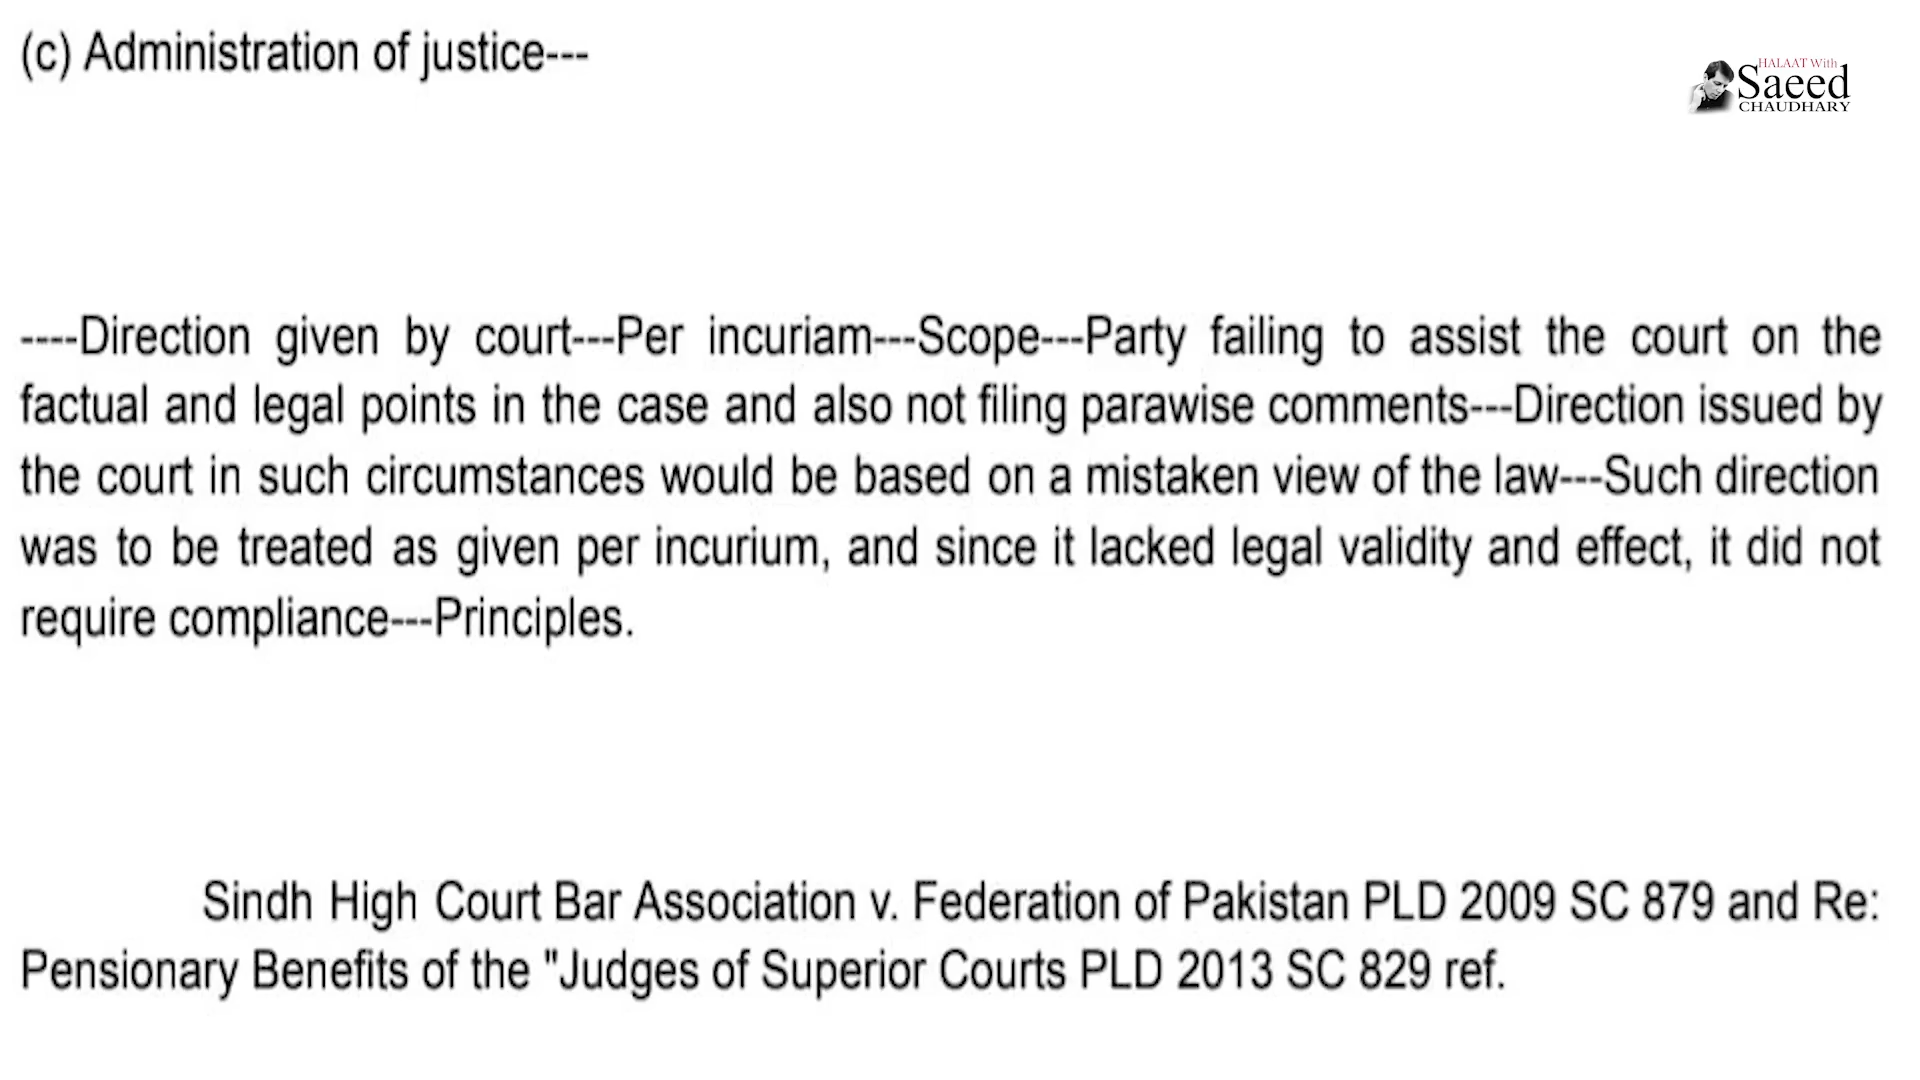 (c) Administration of justice---
HALAAT With
Saeed
CHAUDHARY
----Direction given by court---Per incuriam---Scope---Party failing to assist the court on the
factual and legal points in the case and also not filing parawise comments---Direction issued by
the court in such circumstances would be based on a mistaken view of the law---Such direction
was to be treated as given per incurium, and since it lacked legal validity and effect, it did not
require compliance---Principles.
Sindh High Court Bar Association v. Federation of Pakistan PLD 2009 SC 879 and Re:
Pensionary Benefits of the "Judges of Superior Courts PLD 2013 SC 829 ref.